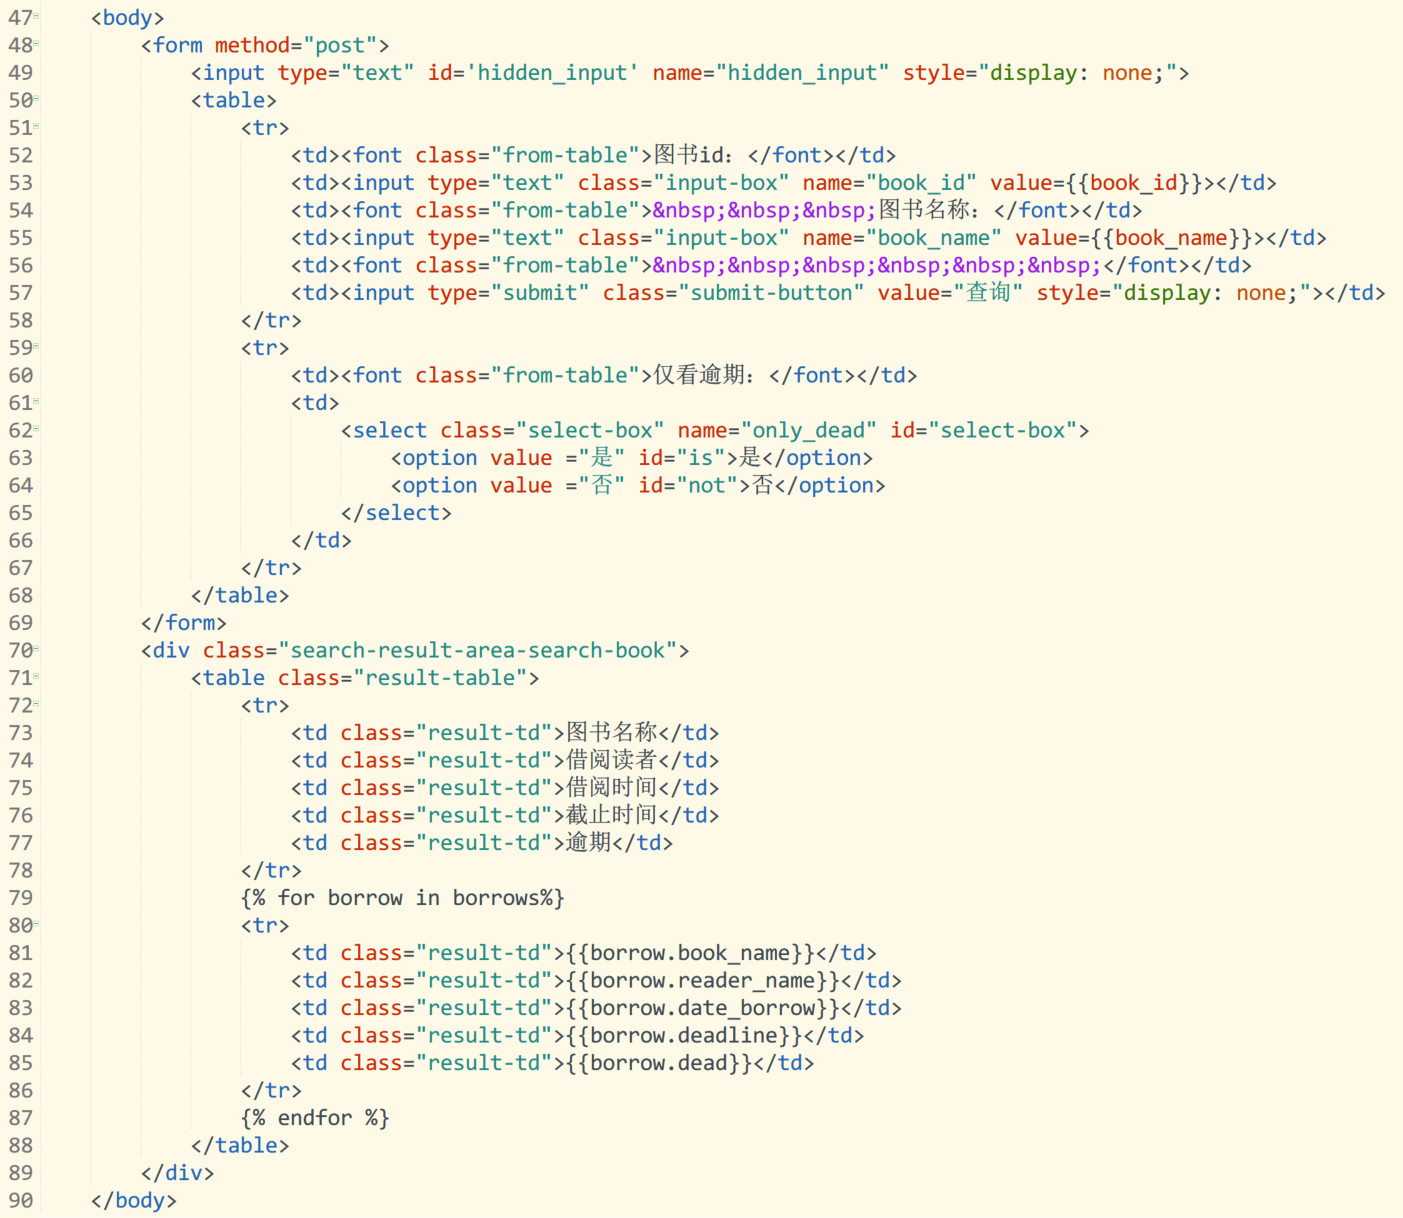 47 <body>
48 <form method="post">
49 <input type="text" id='hidden_input' name="hidden_input" style="display: none;">
50 <table>
51 <tr>
52 <td><font class="from-table">图书id：</font></td>
53 <td><input type="text" class="input-box" name="book_id" value={{book_id}}></td>
54 <td><font class="from-table">&nbsp;&nbsp;&nbsp;图书名称：</font></td>
55 <td><input type="text" class="input-box" name="book_name" value={{book_name}}></td>
56 <td><font class="from-table">&nbsp;&nbsp;&nbsp;&nbsp;&nbsp;&nbsp;</font></td>
57 <td><input type="submit" class="submit-button" value="查询" style="display: none;"></td>
58 </tr>
59 <tr>
60 <td><font class="from-table">仅看逾期：</font></td>
61 <td>
62 <select class="select-box" name="only_dead" id="select-box">
63 <option value ="是" id="is">是</option>
64 <option value ="否" id="not">否</option>
65 </select>
66 </td>
67 </tr>
68 </table>
69 </form>
70 <div class="search-result-area-search-book">
71 <table class="result-table">
72 <tr>
73 <td class="result-td">图书名称</td>
74 <td class="result-td">借阅读者</td>
75 <td class="result-td">借阅时间</td>
76 <td class="result-td">截止时间</td>
77 <td class="result-td">逾期</td>
78 </tr>
79 {% for borrow in borrows%}
80 <tr>
81 <td class="result-td">{{borrow.book_name}}</td>
82 <td class="result-td">{{borrow.reader_name}}</td>
83 <td class="result-td">{{borrow.date_borrow}}</td>
84 <td class="result-td">{{borrow.deadline}}</td>
85 <td class="result-td">{{borrow.dead}}</td>
86 </tr>
87 {% endfor %}
88 </table>
89 </div>
90 </body>